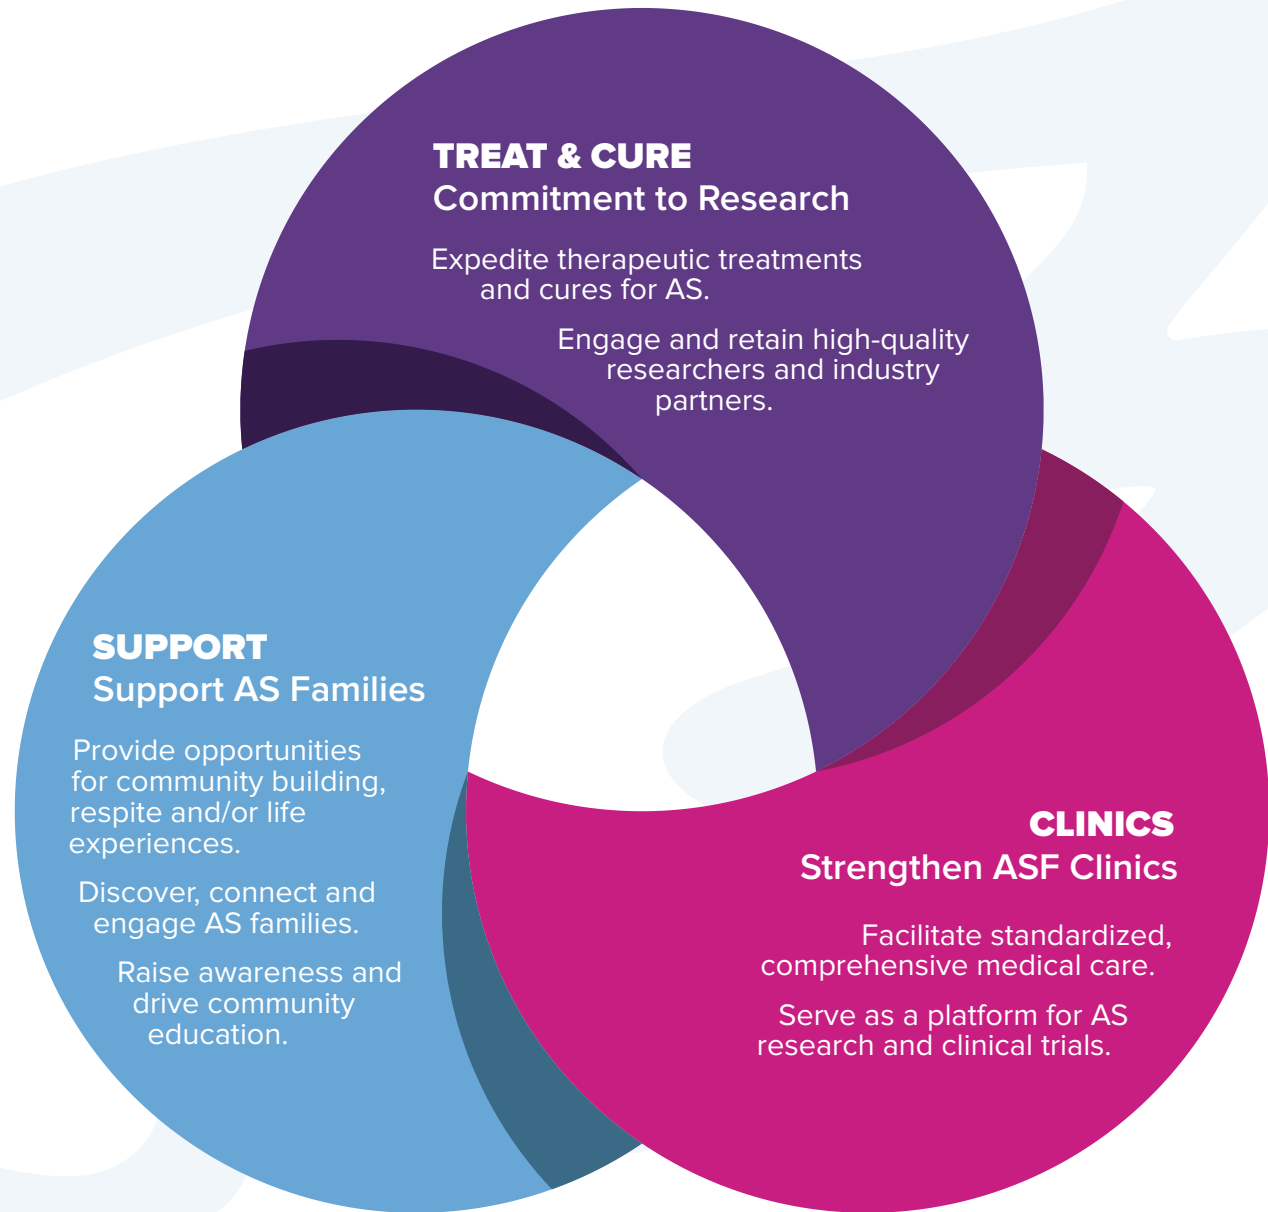 TREAT & CURE
Commitment to Research
Expedite therapeutic treatments
and cures for AS.
Engage and retain high-quality
researchers and industry
partners.
SUPPORT
Support AS Families
Provide opportunities
for community building,
respite and/or life
experiences.
Discover, connect and
engage AS families.
Raise awareness and
drive community
education.
CLINICS
Strengthen ASF Clinics
Facilitate standardized,
comprehensive medical care.
Serve as a platform for AS
research and clinical trials.